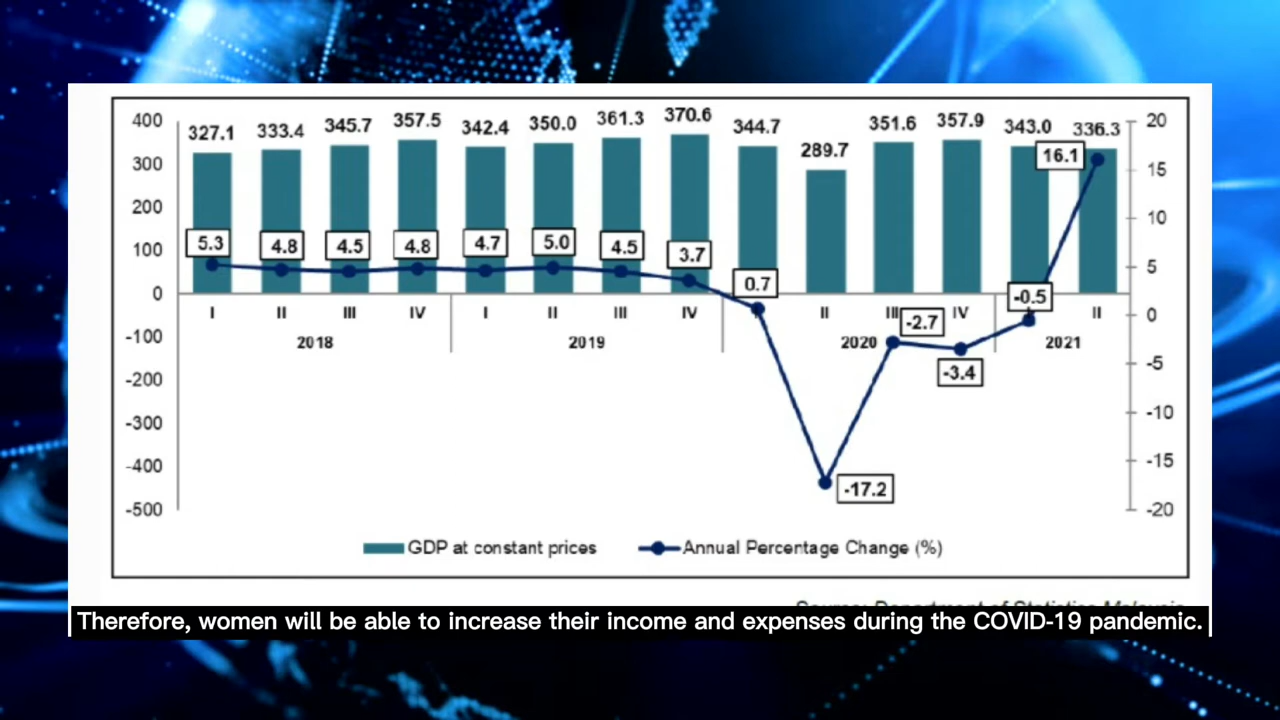 400 327.1 333.4 345.7 357.5 342.4 350.0 361.3 370.6 344.7 289.7 351.6 357.9 343.0 336.3 20
300 16.1 15
200 10
100 5.3 4.8 4.5 4.8 4.7 5.0 4.5 3.7 5
0 0.7 -0.5
I II III IV I II III IV II III IV II 0
-100 2018 2019 2020 -2.7 2021
-200 -3.4 -5
-300 -10
-400 -17.2 -15
-500 -20
GDP at constant prices Annual Percentage Change (%)
Source: Department of Statistics Malaysia
Therefore, women will be able to increase their income and expenses during the COVID-19 pandemic.